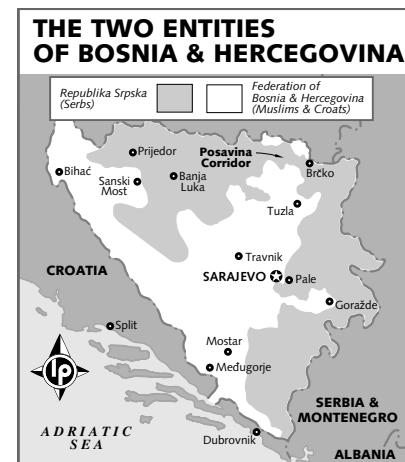 THE TWO ENTITIES
OF BOSNIA & HERCEGOVINA
Republika Srpska
(Serbs)
Federation of
Bosnia & Hercegovina
(Muslims & Croats)
Prijedor
Posavina
Corridor
Bihać
Sanski
Most
Banja
Luka
Brčko
Tuzla
Travnik
CROATIA
SARAJEVO
Pale
Goražde
Split
Mostar
Međugorje
lp
SERBIA &
MONTENEGRO
ADRIATIC
SEA
Dubrovnik
ALBANIA